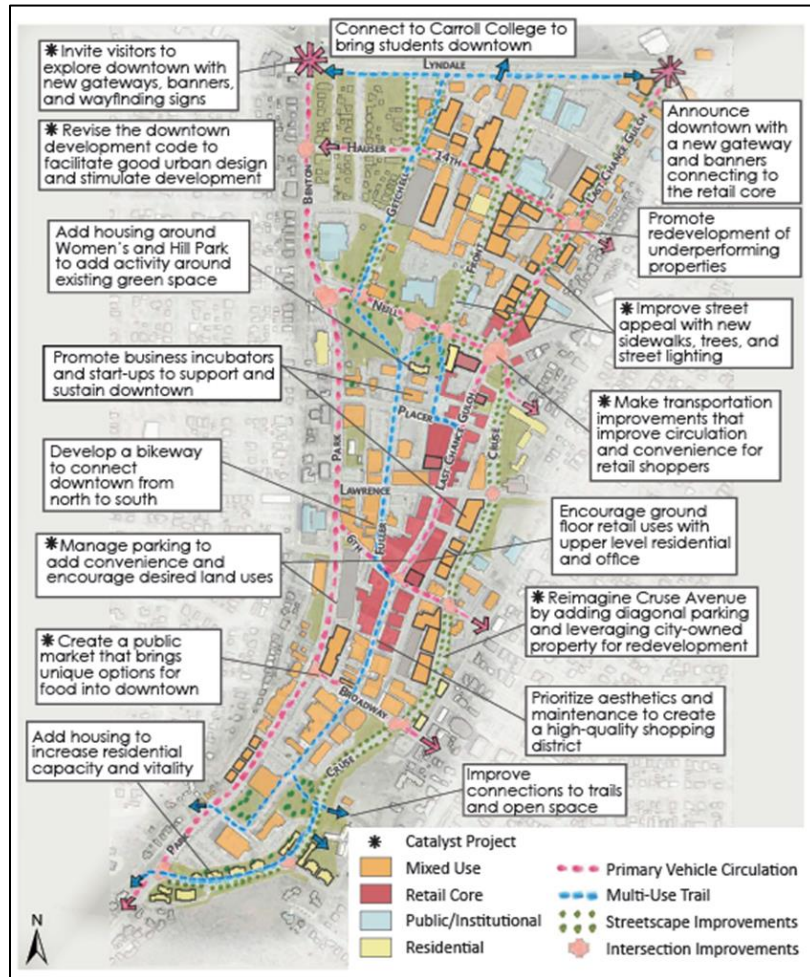 Connect to Carroll College to
bring students downtown
✱ Invite visitors to
explore downtown with
new gateways, banners,
and wayfinding signs
LYNDALE
Announce
downtown with
a new gateway
and banners
connecting to
the retail core
✱ Revise the downtown
development code to
facilitate good urban design
and stimulate development
HAUSER
14TH
LAST CHANCE GULCH
BENTON
GETCHELL
FRONT
Promote
redevelopment of
underperforming
properties
Add housing around
Women's and Hill Park
to add activity around
existing green space
NEILL
✱ Improve street
appeal with new
sidewalks, trees, and
street lighting
Promote business incubators
and start-ups to support and
sustain downtown
PLACER
LAST CHANCE GULCH
CRUSE
PARK
✱ Make transportation
improvements that
improve circulation
and convenience for
retail shoppers
Develop a bikeway
to connect
downtown from
north to south
LAWRENCE
FULLER
6TH
Encourage ground
floor retail uses with
upper level residential
and office
✱ Manage parking to
add convenience and
encourage desired land uses
✱ Reimagine Cruse Avenue
by adding diagonal parking
and leveraging city-owned
property for redevelopment
✱ Create a public
market that brings
unique options for
food into downtown
BROADWAY
Prioritize aesthetics and
maintenance to create
a high-quality shopping
district
Add housing to
increase residential
capacity and vitality
CRUSE
Improve
connections to trails
and open space
PARK
✱ Catalyst Project
Mixed Use
Retail Core
Public/Institutional
Residential
Primary Vehicle Circulation
Multi-Use Trail
Streetscape Improvements
Intersection Improvements
N